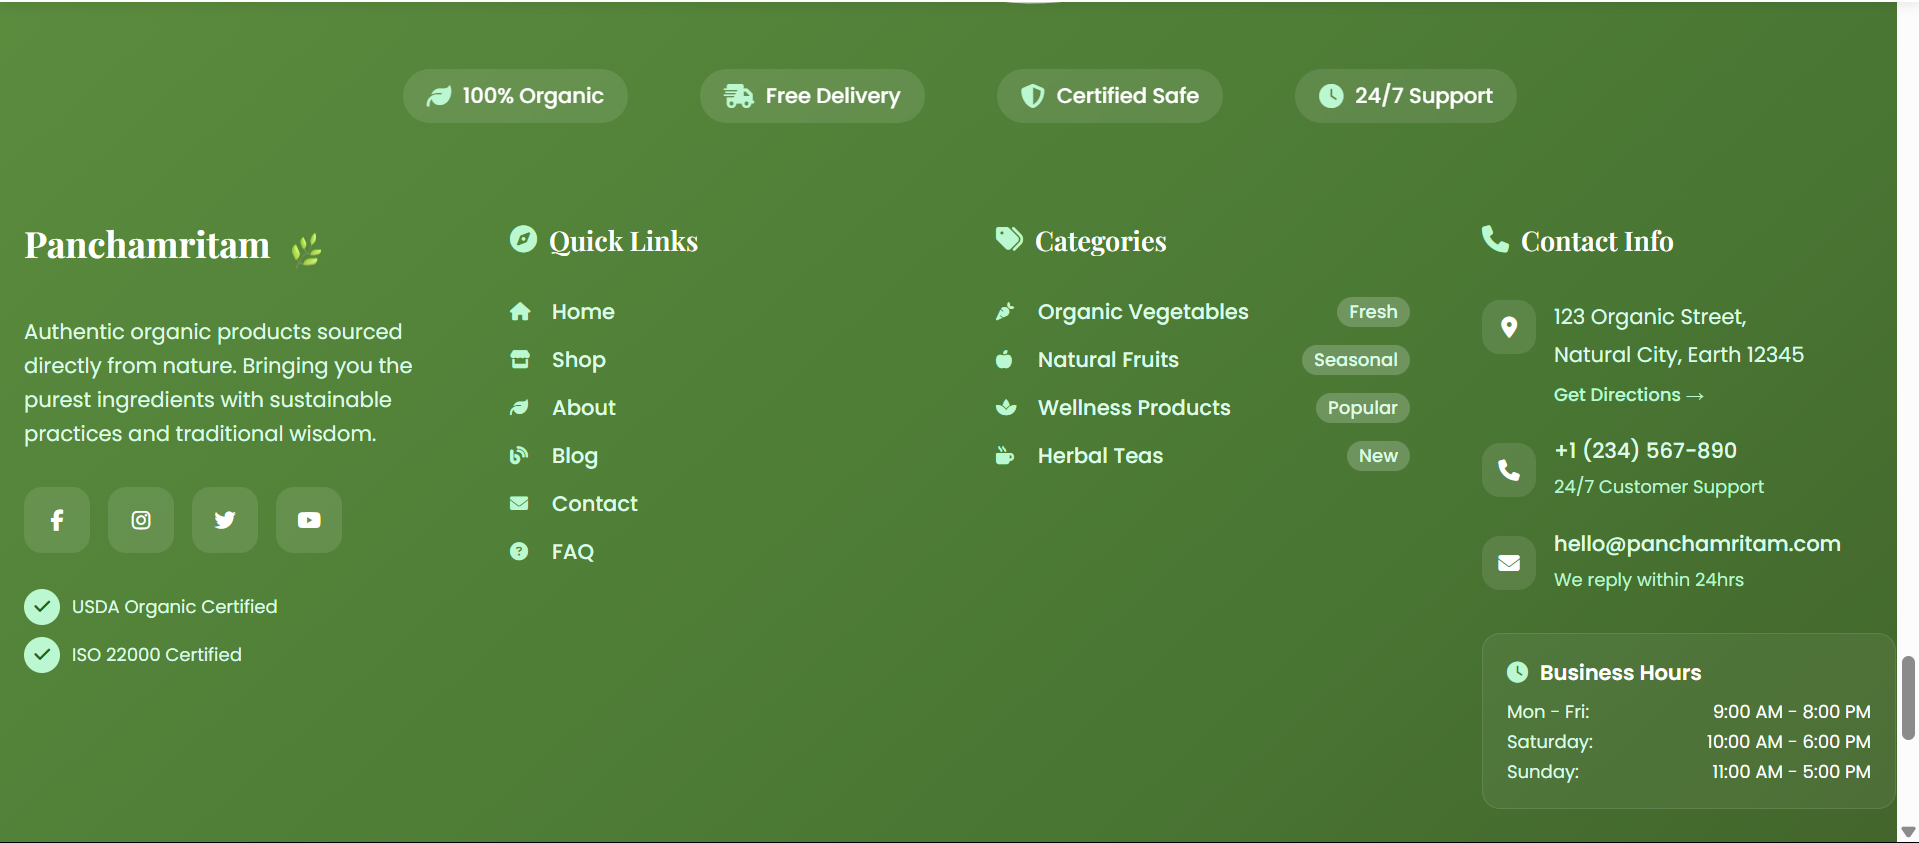 100% Organic
Free Delivery
Certified Safe
24/7 Support
Panchamritam
Authentic organic products sourced
directly from nature. Bringing you the
purest ingredients with sustainable
practices and traditional wisdom.
USDA Organic Certified
ISO 22000 Certified
Quick Links
Home
Shop
About
Blog
Contact
FAQ
Categories
Organic Vegetables Fresh
Natural Fruits Seasonal
Wellness Products Popular
Herbal Teas New
Contact Info
123 Organic Street,
Natural City, Earth 12345
Get Directions →
+1 (234) 567-890
24/7 Customer Support
hello@panchamritam.com
We reply within 24hrs
Business Hours
Mon - Fri: 9:00 AM - 8:00 PM
Saturday: 10:00 AM - 6:00 PM
Sunday: 11:00 AM - 5:00 PM